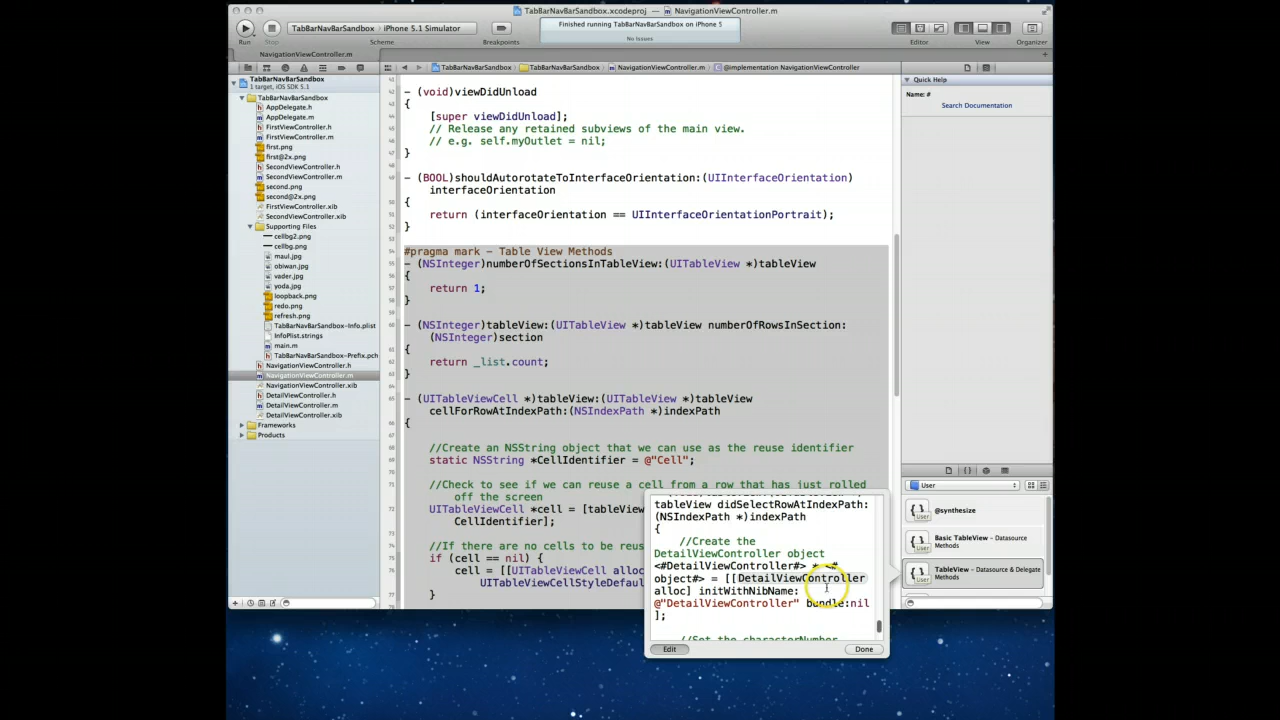 TabBarNavBarSandbox.xcodeproj — NavigationViewController.m
Run
Stop
TabBarNavBarSandbox > iPhone 5.1 Simulator
Scheme
Breakpoints
Finished running TabBarNavBarSandbox on iPhone 5
No Issues
Editor
View
Organizer
NavigationViewController.m
TabBarNavBarSandbox
1 target, iOS SDK 5.1
TabBarNavBarSandbox
AppDelegate.h
AppDelegate.m
FirstViewController.h
FirstViewController.m
first.png
first@2x.png
SecondViewController.h
SecondViewController.m
second.png
second@2x.png
FirstViewController.xib
SecondViewController.xib
Supporting Files
cellbg2.png
cellbg.png
maul.jpg
obiwan.jpg
vader.jpg
yoda.jpg
loopback.png
redo.png
refresh.png
TabBarNavBarSandbox-Info.plist
InfoPlist.strings
main.m
TabBarNavBarSandbox-Prefix.pch
NavigationViewController.h
NavigationViewController.m
NavigationViewController.xib
DetailViewController.h
DetailViewController.m
DetailViewController.xib
Frameworks
Products
TabBarNavBarSandbox > TabBarNavBarSandbox > NavigationViewController.m > @implementation NavigationViewController
- (void)viewDidUnload
{
[super viewDidUnload];
// Release any retained subviews of the main view.
// e.g. self.myOutlet = nil;
}
- (BOOL)shouldAutorotateToInterfaceOrientation:(UIInterfaceOrientation)
interfaceOrientation
{
return (interfaceOrientation == UIInterfaceOrientationPortrait);
}
#pragma mark - Table View Methods
- (NSInteger)numberOfSectionsInTableView:(UITableView *)tableView
{
return 1;
}
- (NSInteger)tableView:(UITableView *)tableView numberOfRowsInSection:
(NSInteger)section
{
return _list.count;
}
- (UITableViewCell *)tableView:(UITableView *)tableView
cellForRowAtIndexPath:(NSIndexPath *)indexPath
{
//Create an NSString object that we can use as the reuse identifier
static NSString *CellIdentifier = @"Cell";
//Check to see if we can reuse a cell from a row that has just rolled
off the screen
UITableViewCell *cell = [tableView
CellIdentifier];
//If there are no cells to be reus
if (cell == nil) {
cell = [[UITableViewCell alloc
UITableViewCellStyleDefau
}
tableView didSelectRowAtIndexPath:
(NSIndexPath *)indexPath
{
//Create the
DetailViewController object
<#DetailViewController#> * <#
object#> = [[DetailViewController
alloc] initWithNibName:
@"DetailViewController" bundle:nil
];
//Set the characterNumber
Edit
Done
Quick Help
Name: #
Search Documentation
User
@synthesize
Basic TableView - Datasource
Methods
TableView - Datasource & Delegate
Methods